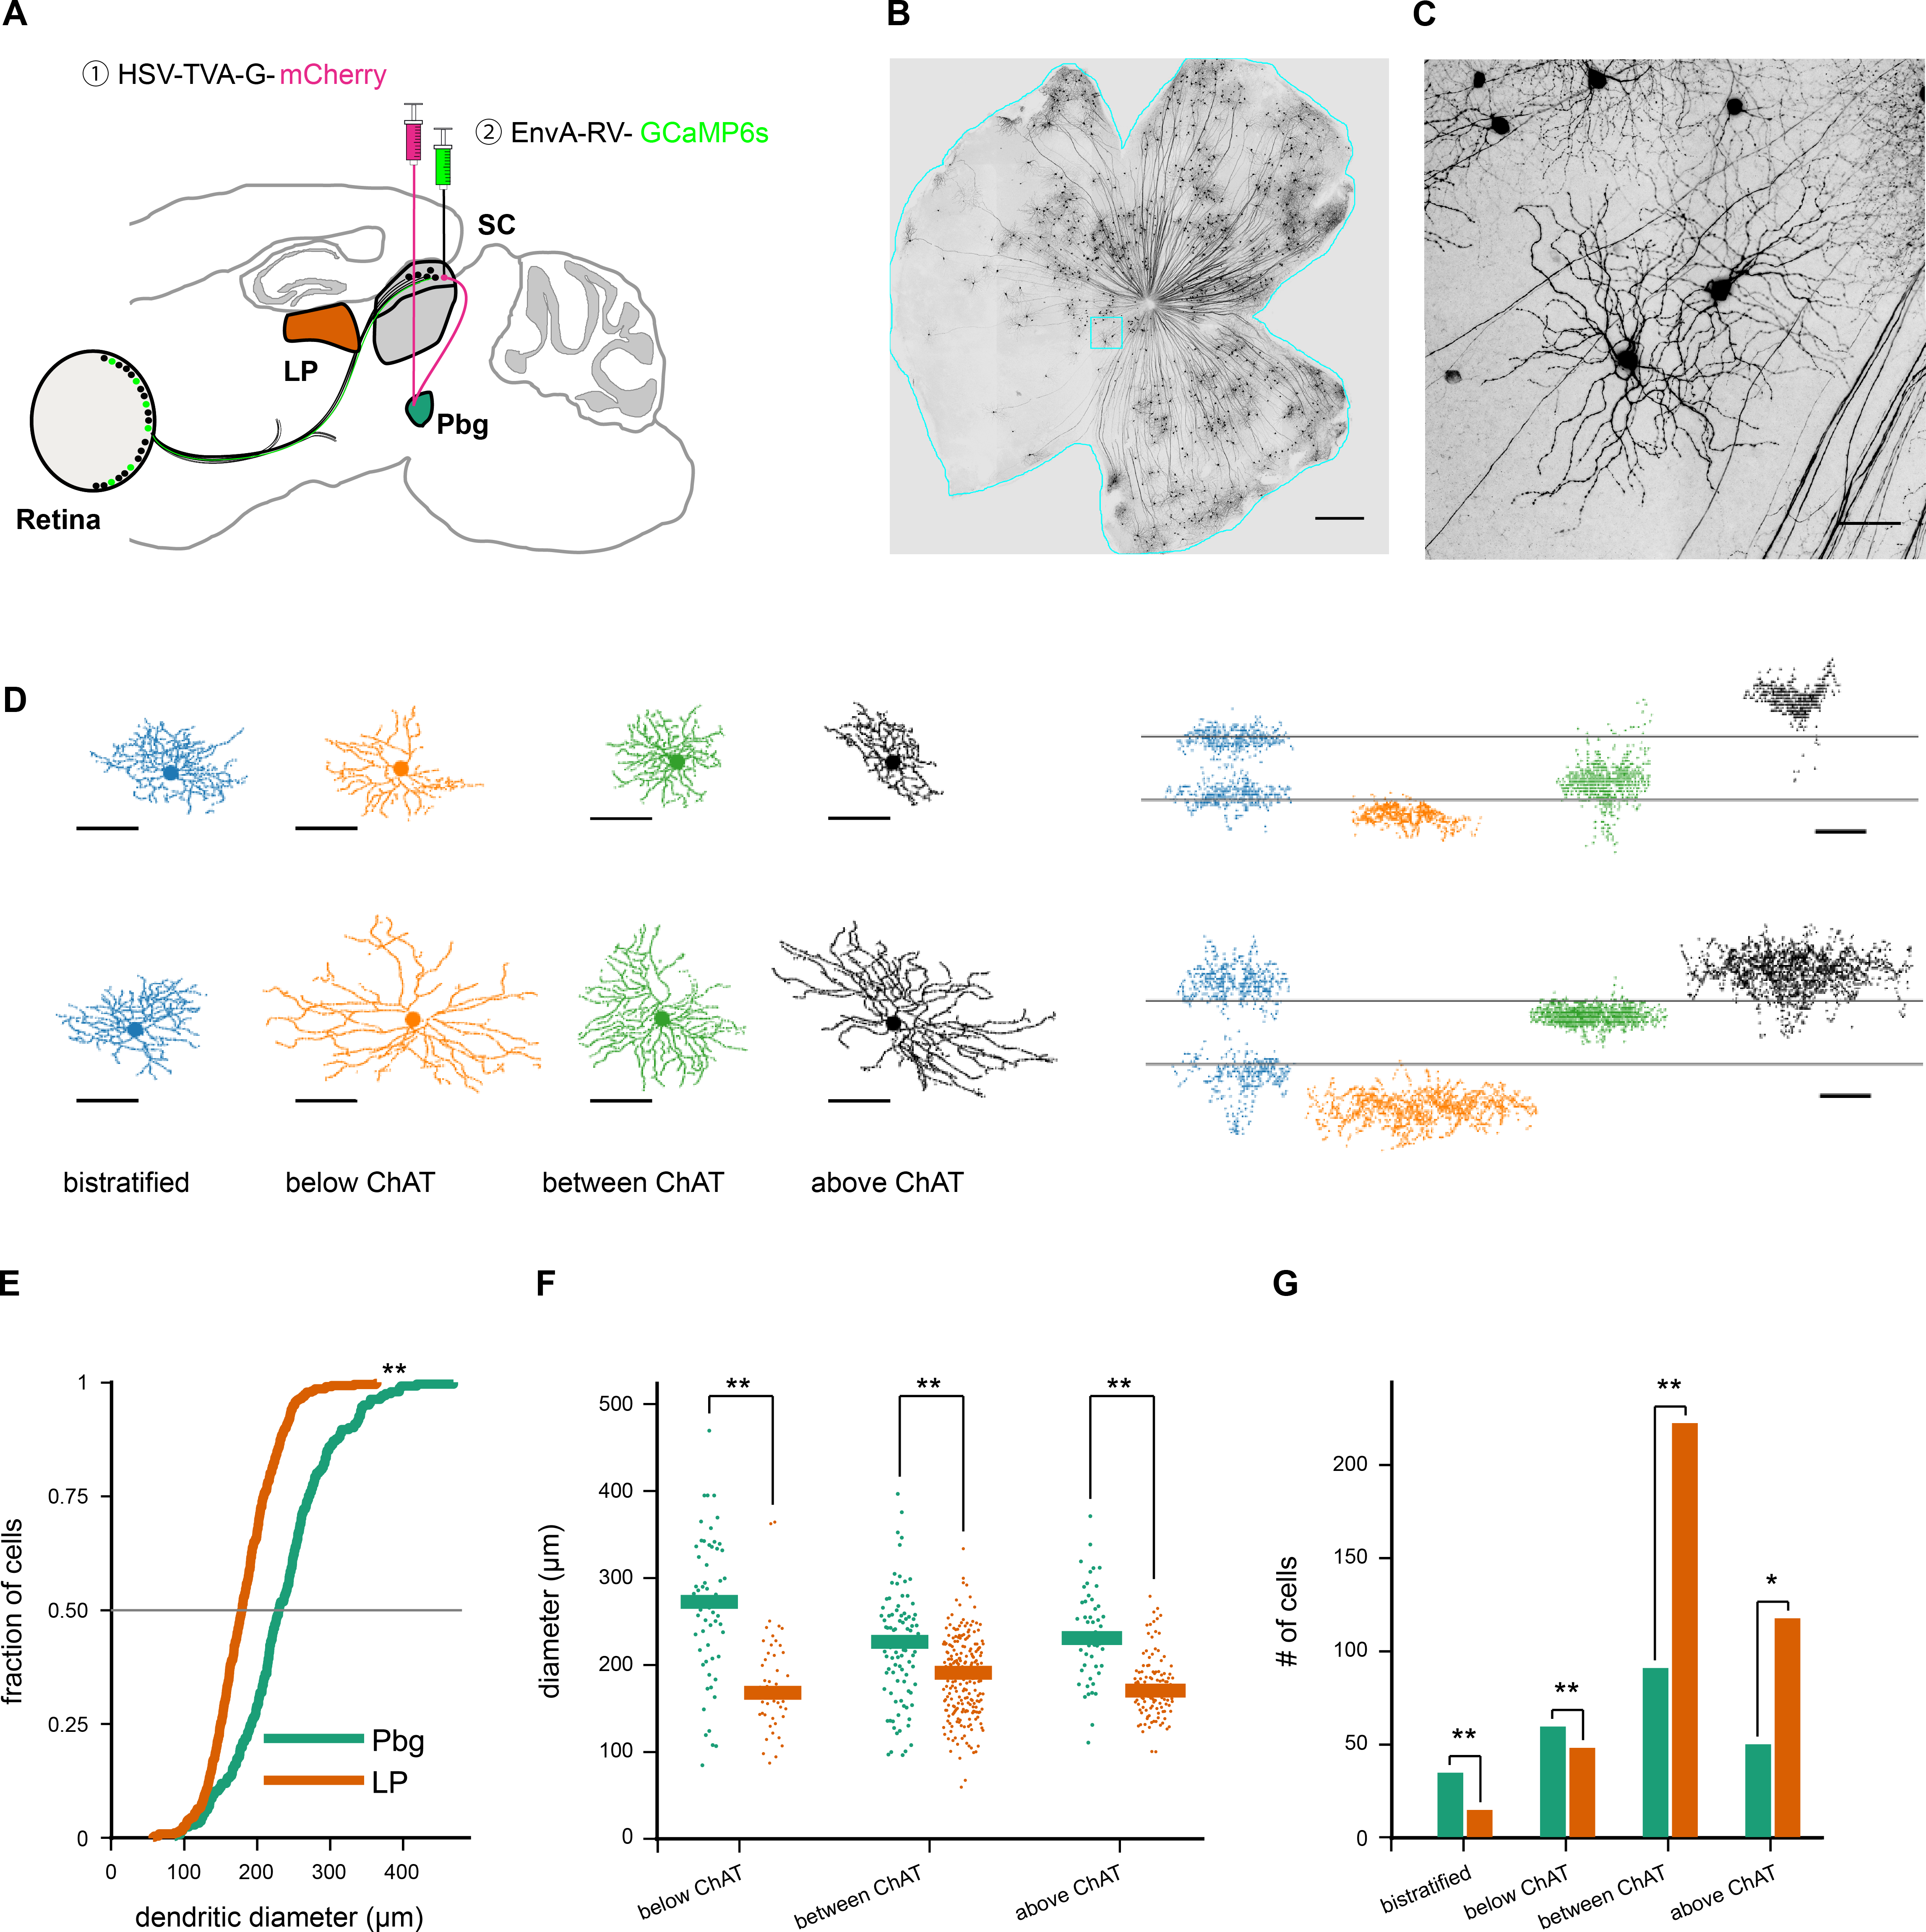 A
① HSV-TVA-G-mCherry
② EnvA-RV- GCaMP6s
SC
LP
Pbg
Retina
B
C
D
bistratified
below ChAT
between ChAT
above ChAT
E
**
1
0.75
0.50
0.25
0
0
100
200
300
400
fraction of cells
dendritic diameter (µm)
Pbg
LP
F
**
**
**
500
400
300
200
100
0
diameter (µm)
below ChAT
between ChAT
above ChAT
G
**
**
**
*
200
150
100
50
0
# of cells
bistratified
below ChAT
between ChAT
above ChAT